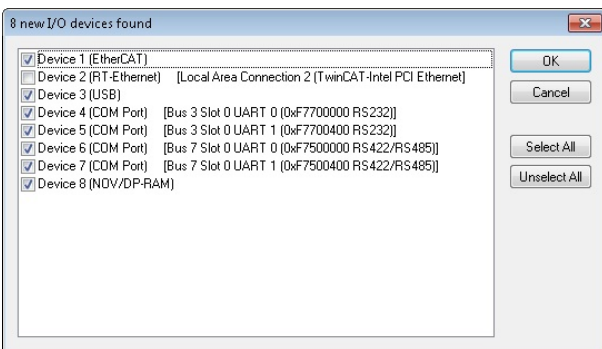 8 new I/O devices found
Device 1 (EtherCAT)
Device 2 (RT-Ethernet) [Local Area Connection 2 (TwinCAT-Intel PCI Ethernet]
Device 3 (USB)
Device 4 (COM Port) [Bus 3 Slot 0 UART 0 (0xF7700000 RS232)]
Device 5 (COM Port) [Bus 3 Slot 0 UART 1 (0xF7700400 RS232)]
Device 6 (COM Port) [Bus 7 Slot 0 UART 0 (0xF7500000 RS422/RS485)]
Device 7 (COM Port) [Bus 7 Slot 0 UART 1 (0xF7500400 RS422/RS485)]
Device 8 (NOV/DP-RAM)
OK
Cancel
Select All
Unselect All